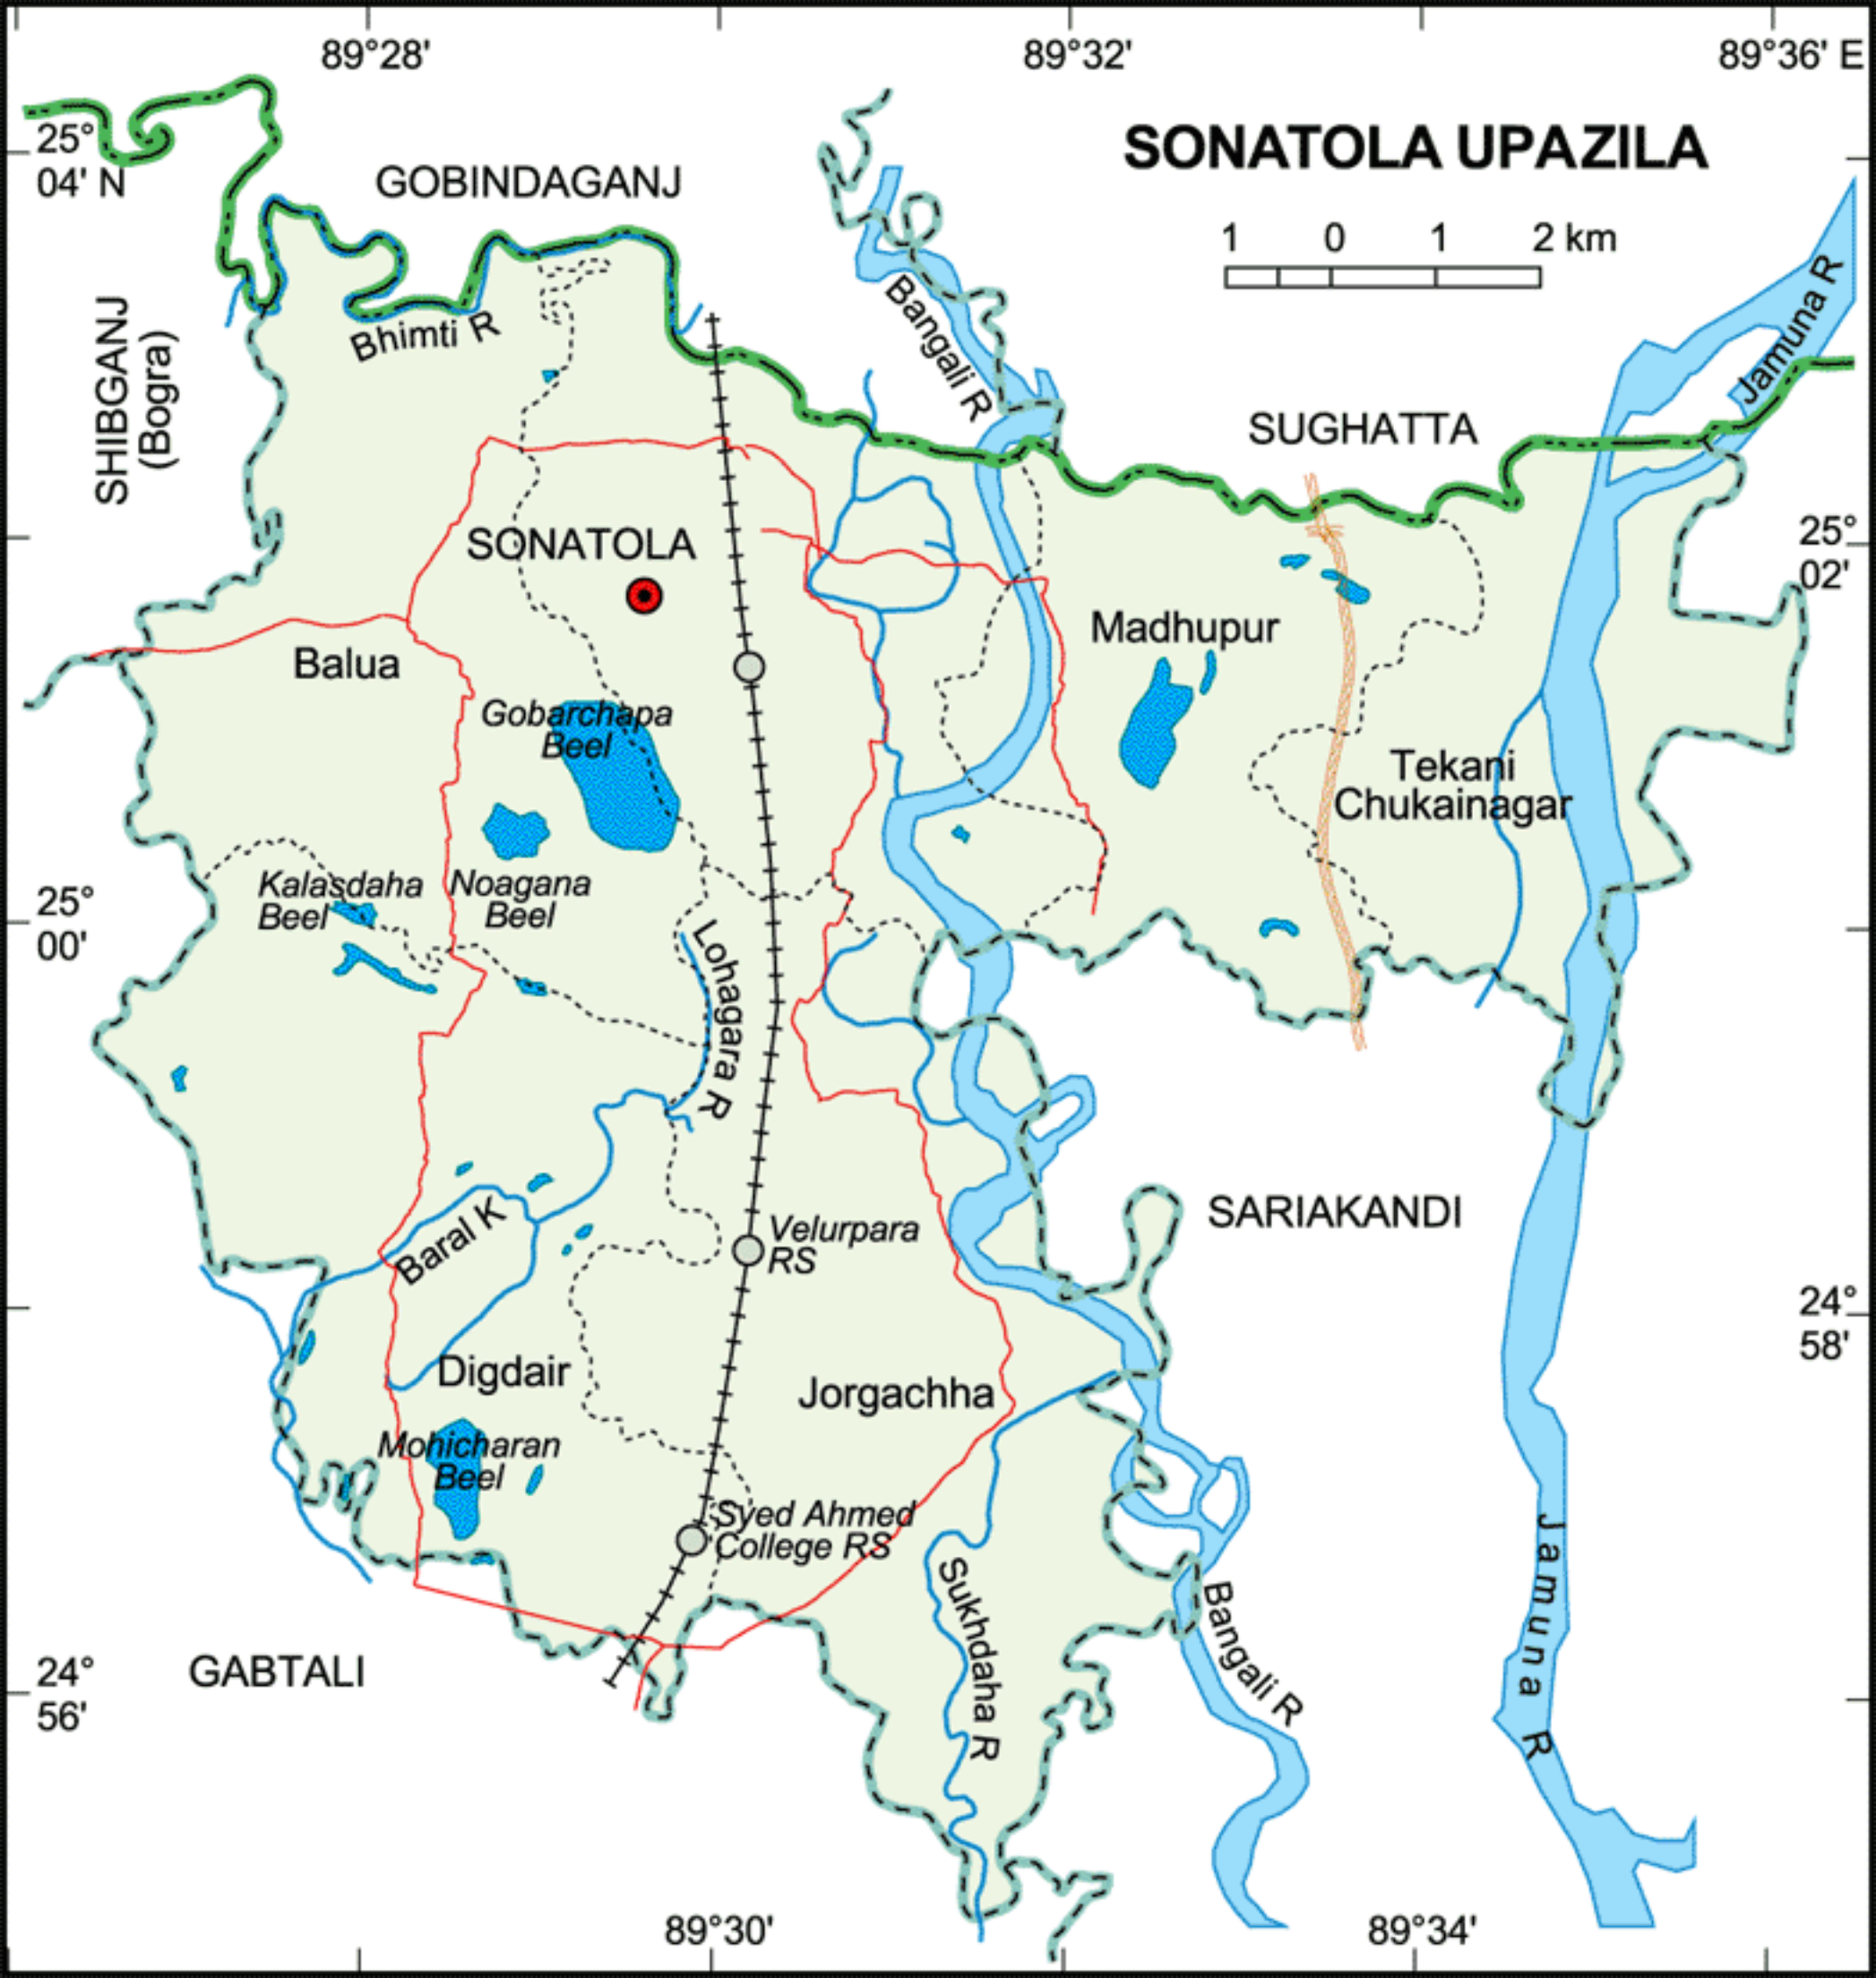 89°28'
89°32'
89°36' E
25°
04' N
GOBINDAGANJ
SONATOLA UPAZILA
1 0 1 2 km
SHIBGANJ
(Bogra)
Bhimti R
Bangali R
Jamuna R
SUGHATTA
SONATOLA
25°
02'
Madhupur
Balua
Gobarchapa
Beel
Tekani
Chukainagar
Kalasdaha
Beel
Noagana
Beel
25°
00'
Lohagara R
Baral K
Velurpara
RS
SARIAKANDI
24°
58'
Digdair
Jorgachha
Mohicharan
Beel
Syed Ahmed
College RS
Sukhdaha R
Bangali R
Jamuna R
GABTALI
24°
56'
89°30'
89°34'